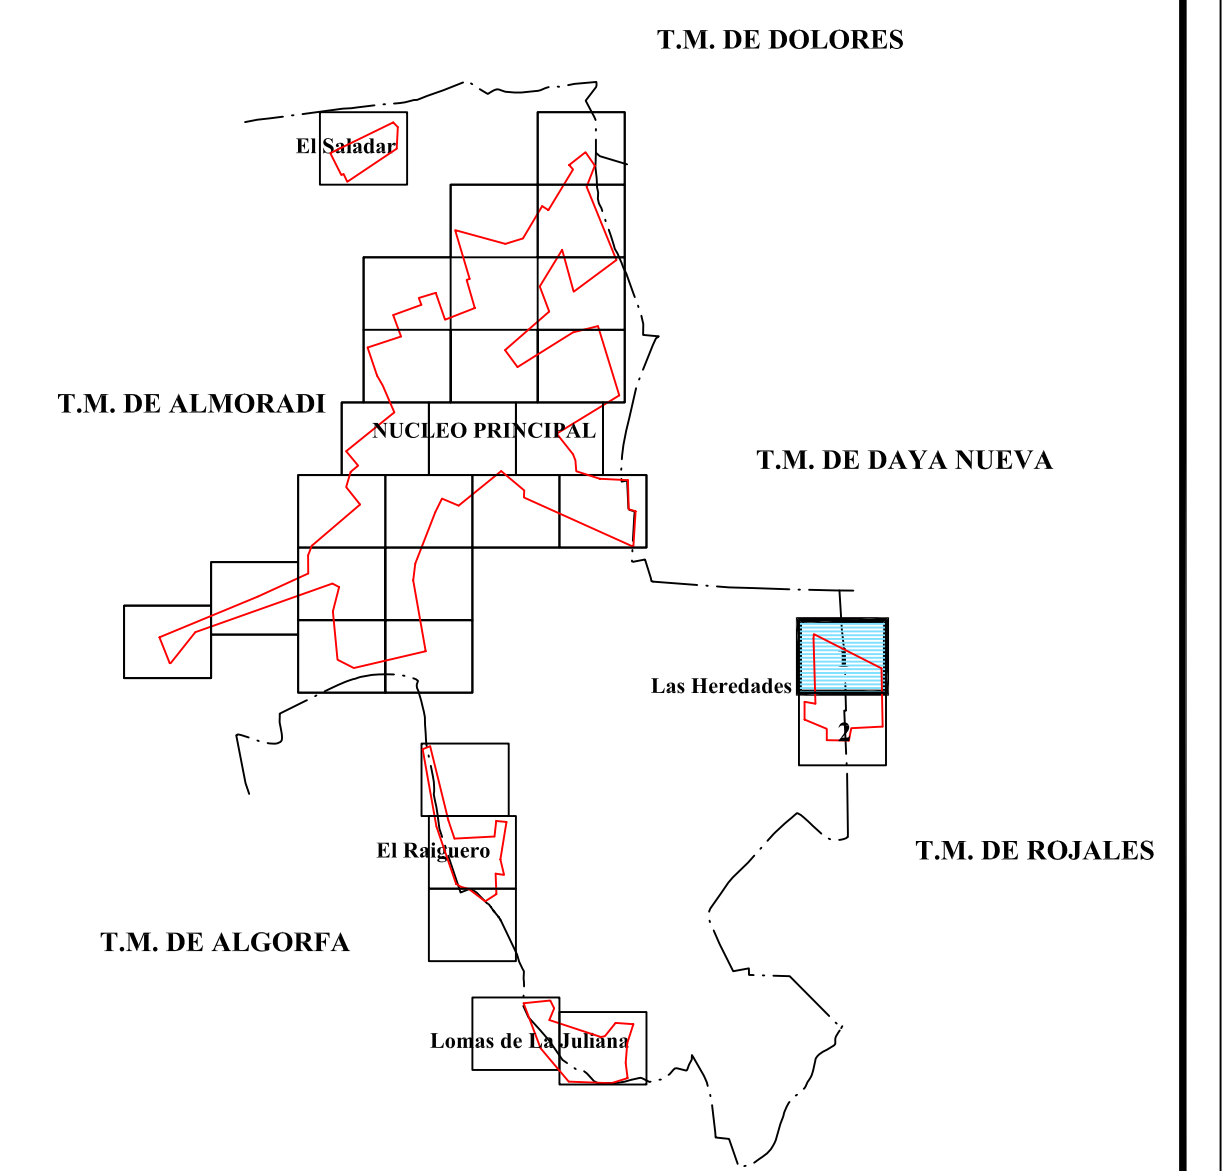 T.M. DE DOLORES
El Saladar
T.M. DE ALMORADI
NUCLEO PRINCIPAL
T.M. DE DAYA NUEVA
Las Heredades
2
El Raiguero
T.M. DE ROJALES
T.M. DE ALGORFA
Lomas de La Juliana